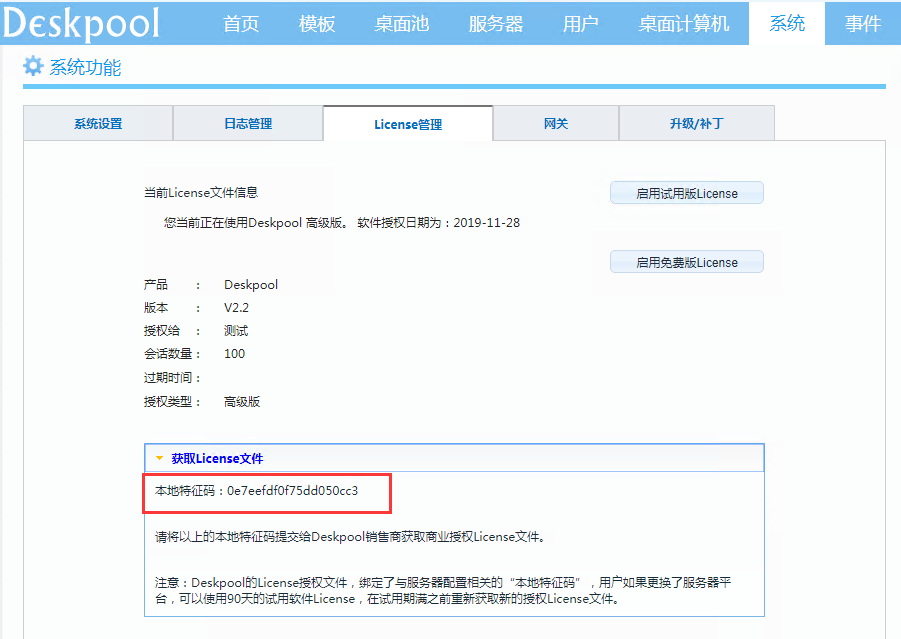 Deskpool 首页 模板 桌面池 服务器 用户 桌面计算机 系统 事件
系统功能
系统设置 日志管理 License管理 网关 升级/补丁
当前License文件信息 启用试用版License
您当前正在使用Deskpool 高级版。 软件授权日期为：2019-11-28
启用免费版License
产品 : Deskpool
版本 : V2.2
授权给 : 测试
会话数量 : 100
过期时间 :
授权类型 : 高级版
获取License文件
本地特征码：0e7eefdf0f75dd050cc3
请将以上的本地特征码提交给Deskpool销售商获取商业授权License文件。
注意：Deskpool的License授权文件，绑定了与服务器配置相关的“本地特征码”，用户如果更换了服务器平
台，可以使用90天的试用软件License，在试用期满之前重新获取新的授权License文件。